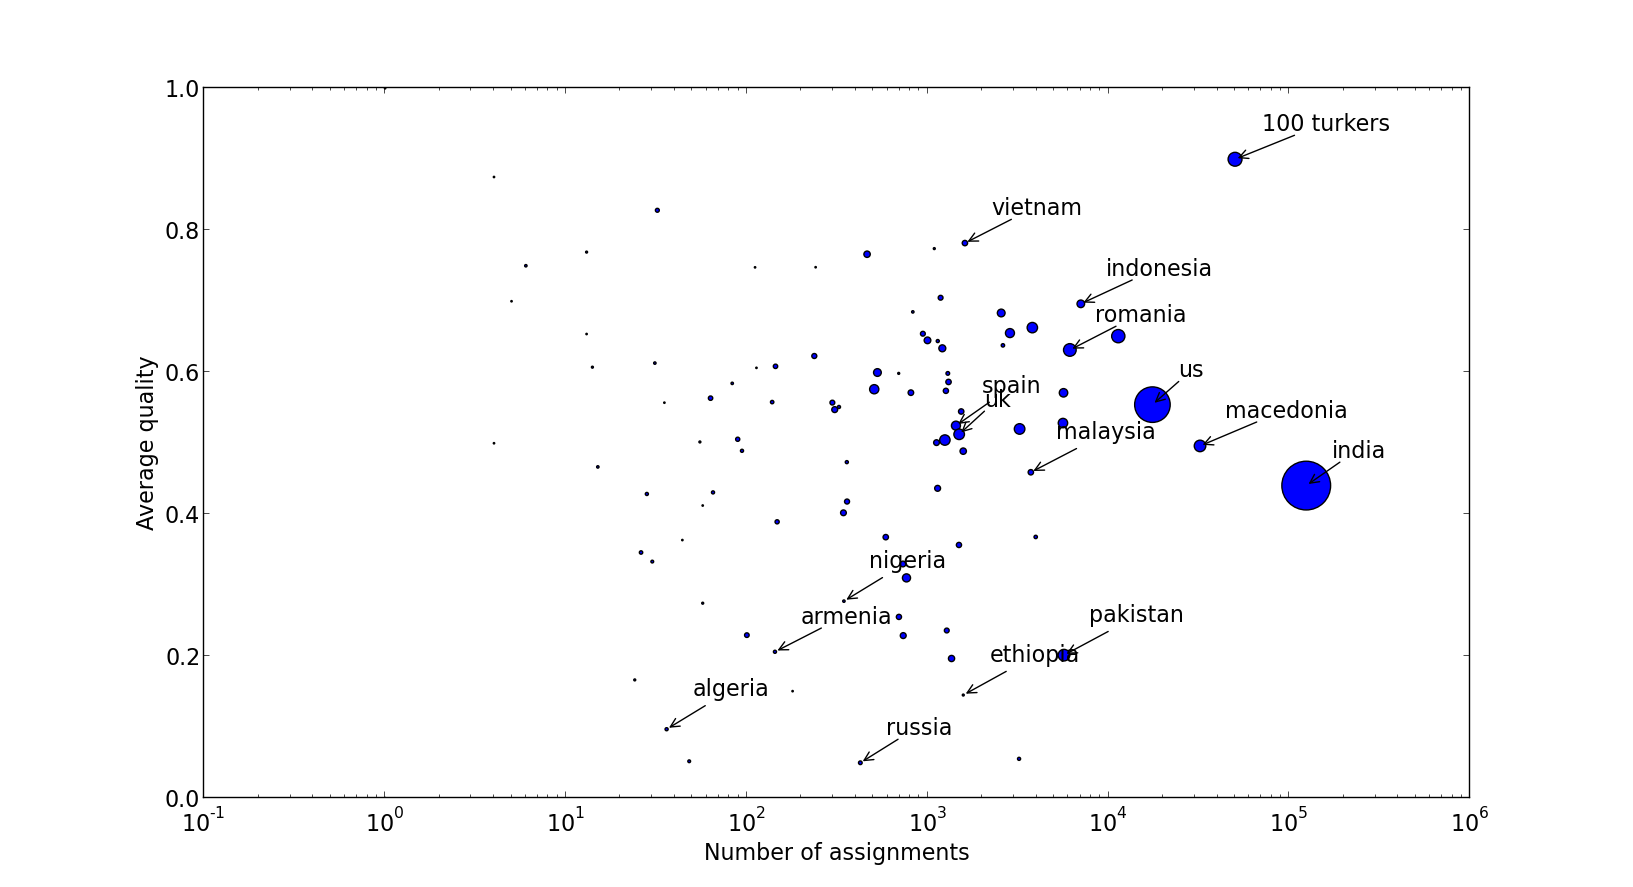 1.0
0.8
0.6
0.4
0.2
0.0
Average quality
100 turkers
vietnam
indonesia
romania
us
spain
uk
macedonia
malaysia
india
nigeria
armenia
pakistan
ethiopia
algeria
russia
10^-1 10^0 10^1 10^2 10^3 10^4 10^5 10^6
Number of assignments